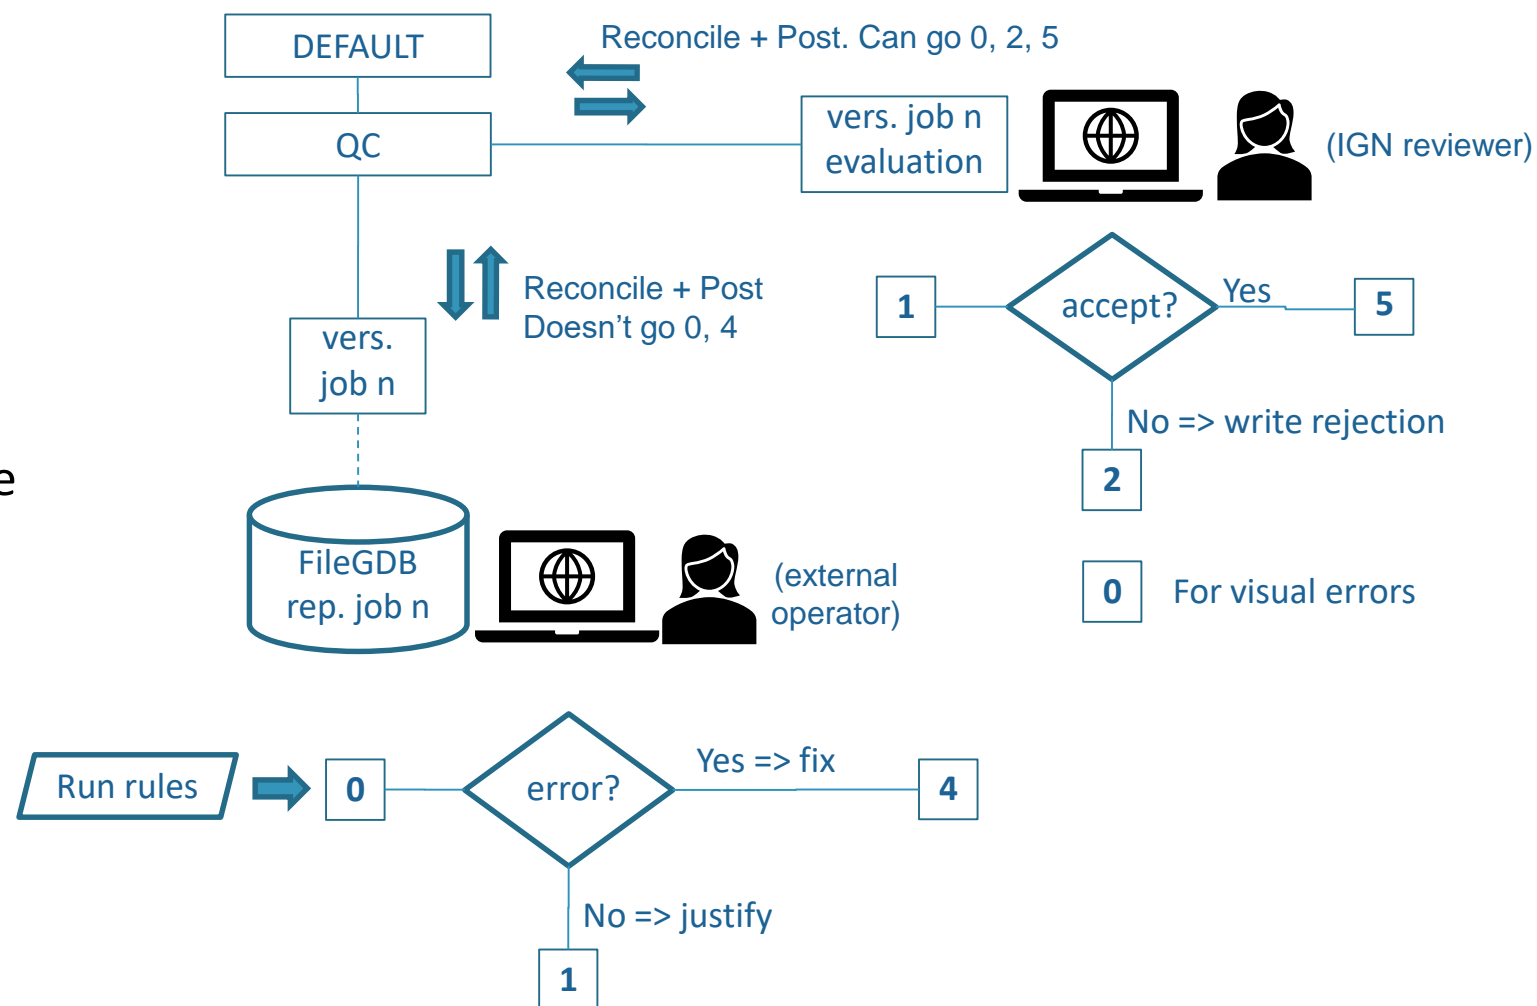 DEFAULT
Reconcile + Post. Can go 0, 2, 5
QC
vers. job n
evaluation
(IGN reviewer)
Reconcile + Post
Doesn't go 0, 4
vers.
job n
1
accept?
Yes
5
No => write rejection
2
e
FileGDB
rep. job n
(external
operator)
0
For visual errors
Run rules
0
error?
Yes => fix
4
No => justify
1